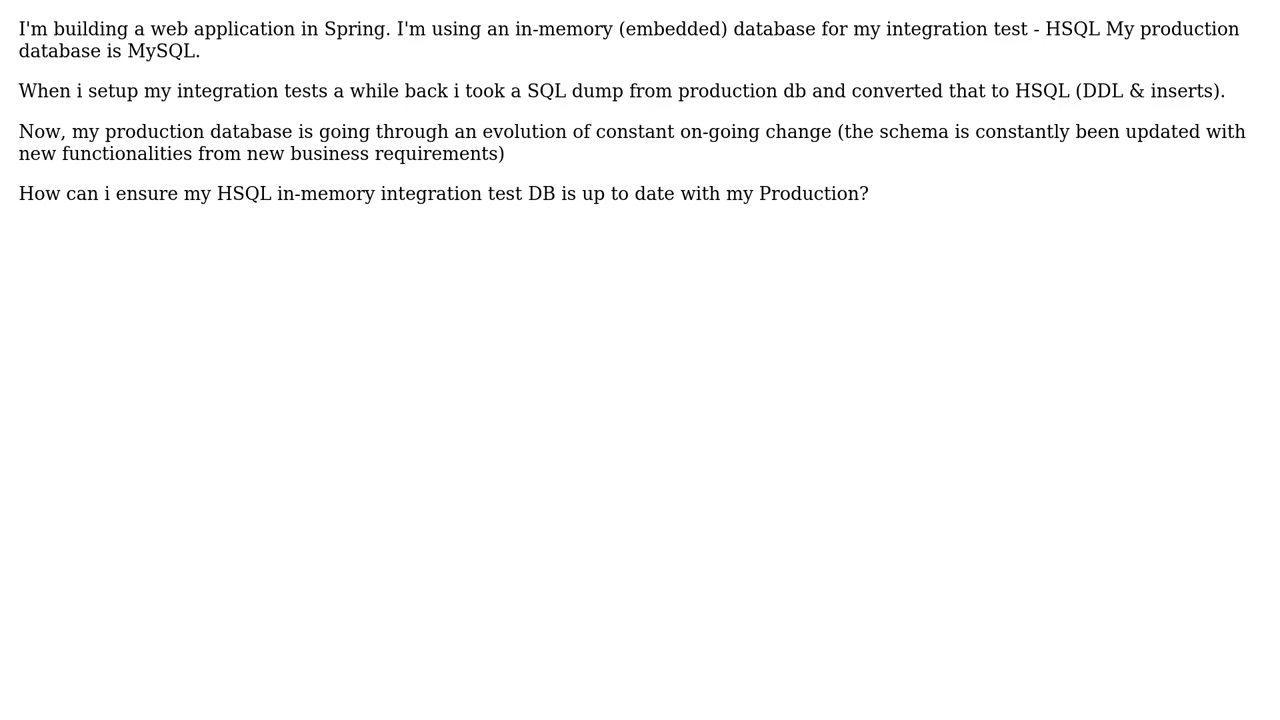 I'm building a web application in Spring. I'm using an in-memory (embedded) database for my integration test - HSQL My production
database is MySQL.
When i setup my integration tests a while back i took a SQL dump from production db and converted that to HSQL (DDL & inserts).
Now, my production database is going through an evolution of constant on-going change (the schema is constantly been updated with
new functionalities from new business requirements)
How can i ensure my HSQL in-memory integration test DB is up to date with my Production?